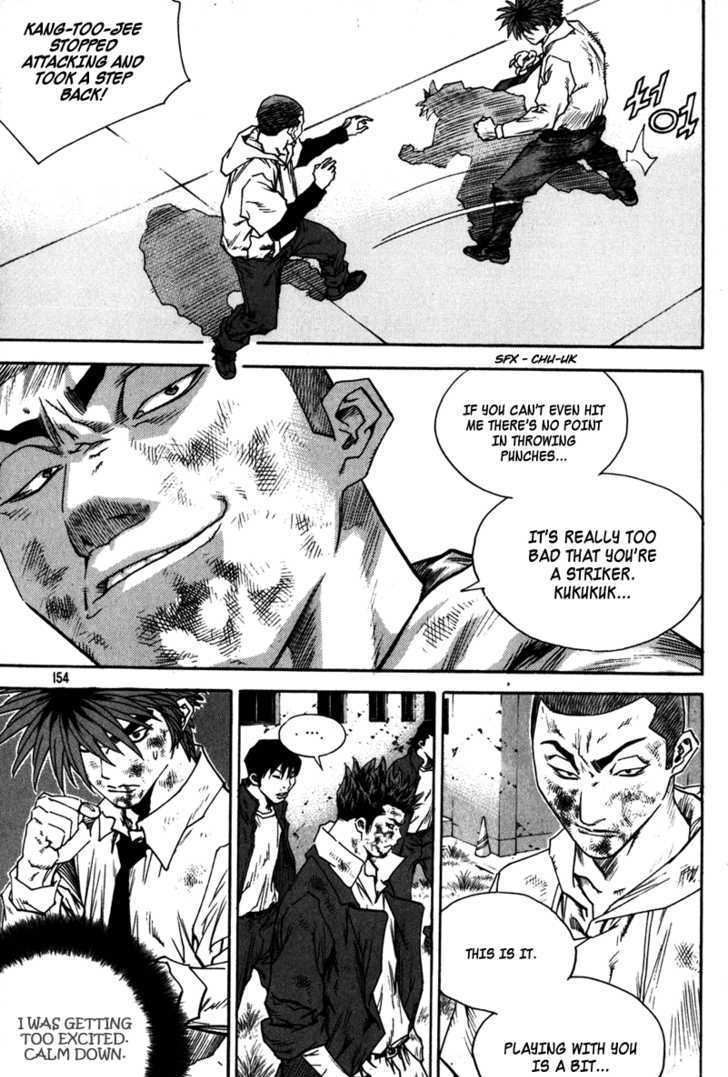 KANG-TOO-JEE
STOPPED
ATTACKING AND
TOOK A STEP
BACK!
처억
SFX - CHU-UK
IF YOU CAN'T EVEN HIT
ME THERE'S NO POINT
IN THROWING
PUNCHES...
IT'S REALLY TOO
BAD THAT YOU'RE
A STRIKER.
KUKUKUK...
154
I WAS GETTING
TOO EXCITED.
CALM DOWN.
....
THIS IS IT.
PLAYING WITH YOU
IS A BIT...